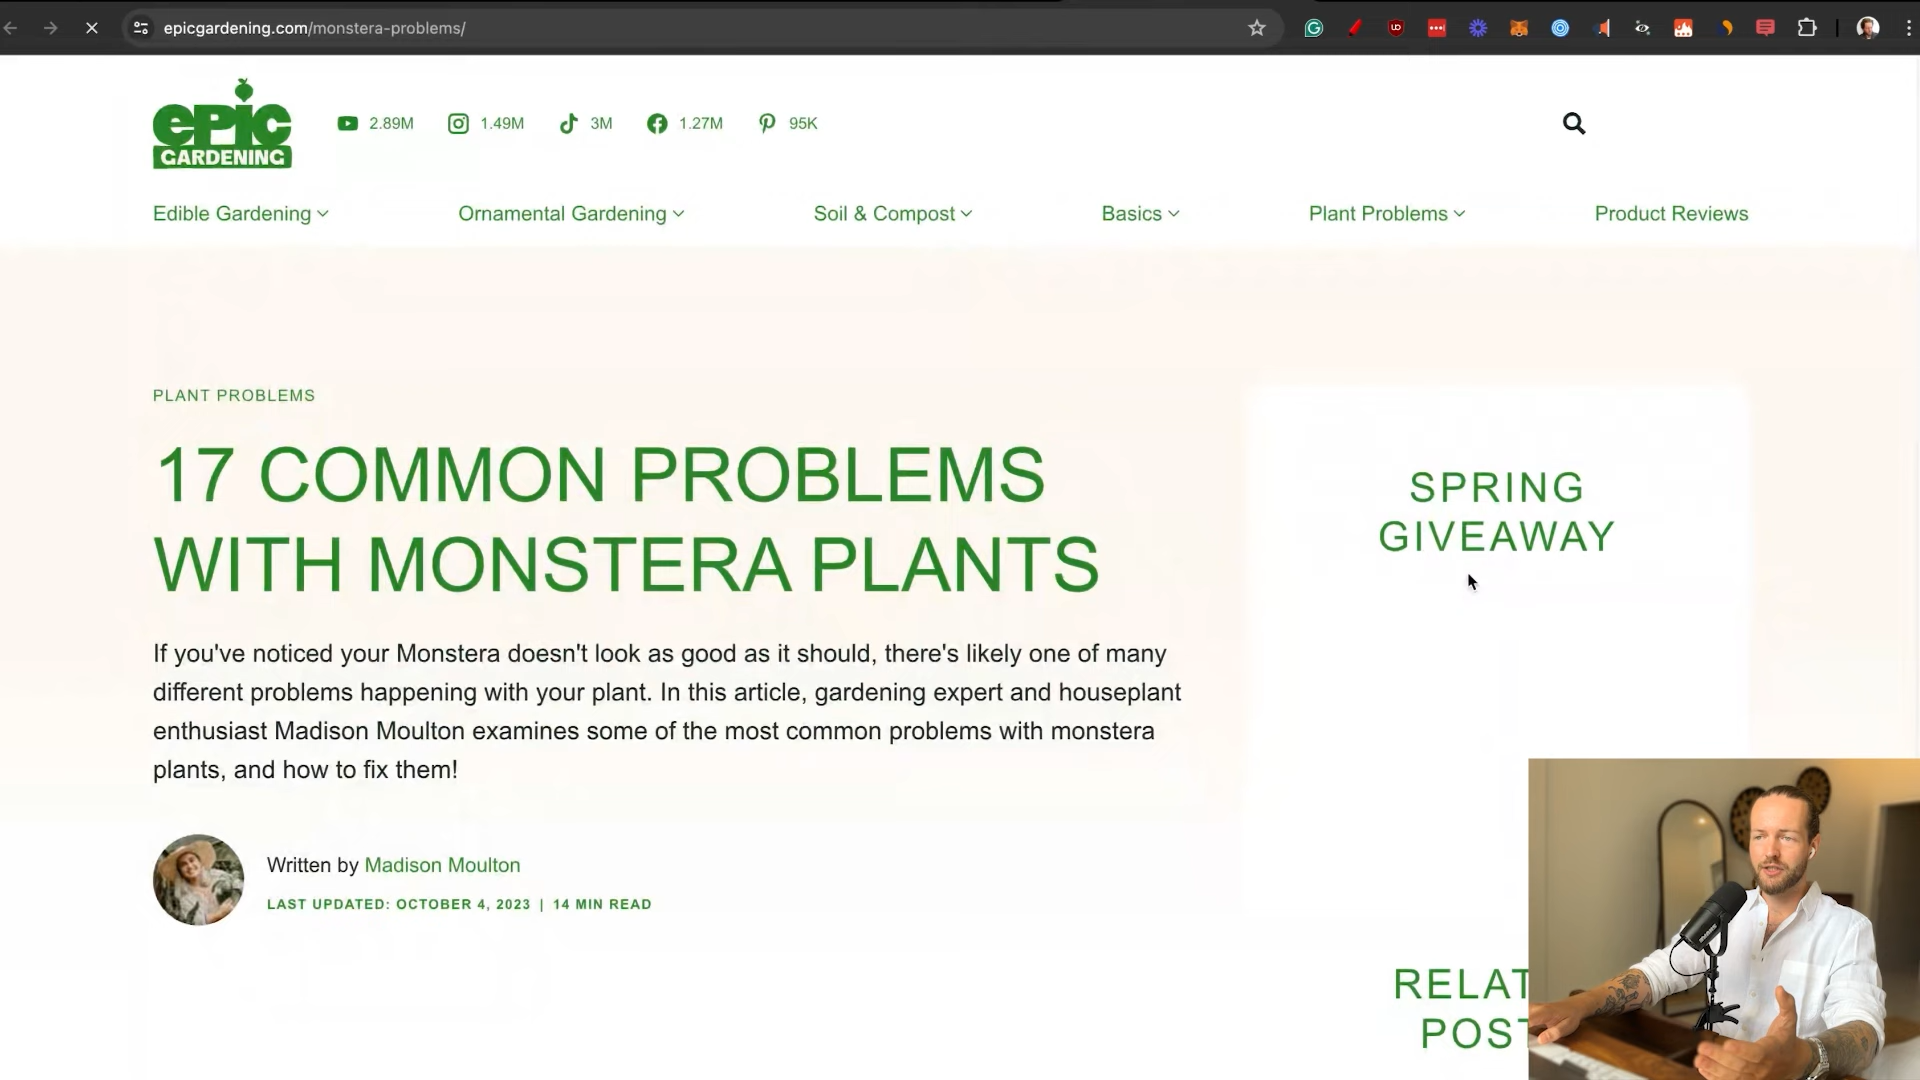 epicgardening.com/monstera-problems/
epic
GARDENING
2.89M
1.49M
3M
1.27M
95K
Edible Gardening
Ornamental Gardening
Soil & Compost
Basics
Plant Problems
Product Reviews
PLANT PROBLEMS
17 COMMON PROBLEMS
WITH MONSTERA PLANTS
If you've noticed your Monstera doesn't look as good as it should, there's likely one of many
different problems happening with your plant. In this article, gardening expert and houseplant
enthusiast Madison Moulton examines some of the most common problems with monstera
plants, and how to fix them!
Written by Madison Moulton
LAST UPDATED: OCTOBER 4, 2023 | 14 MIN READ
SPRING
GIVEAWAY
RELAT
POST